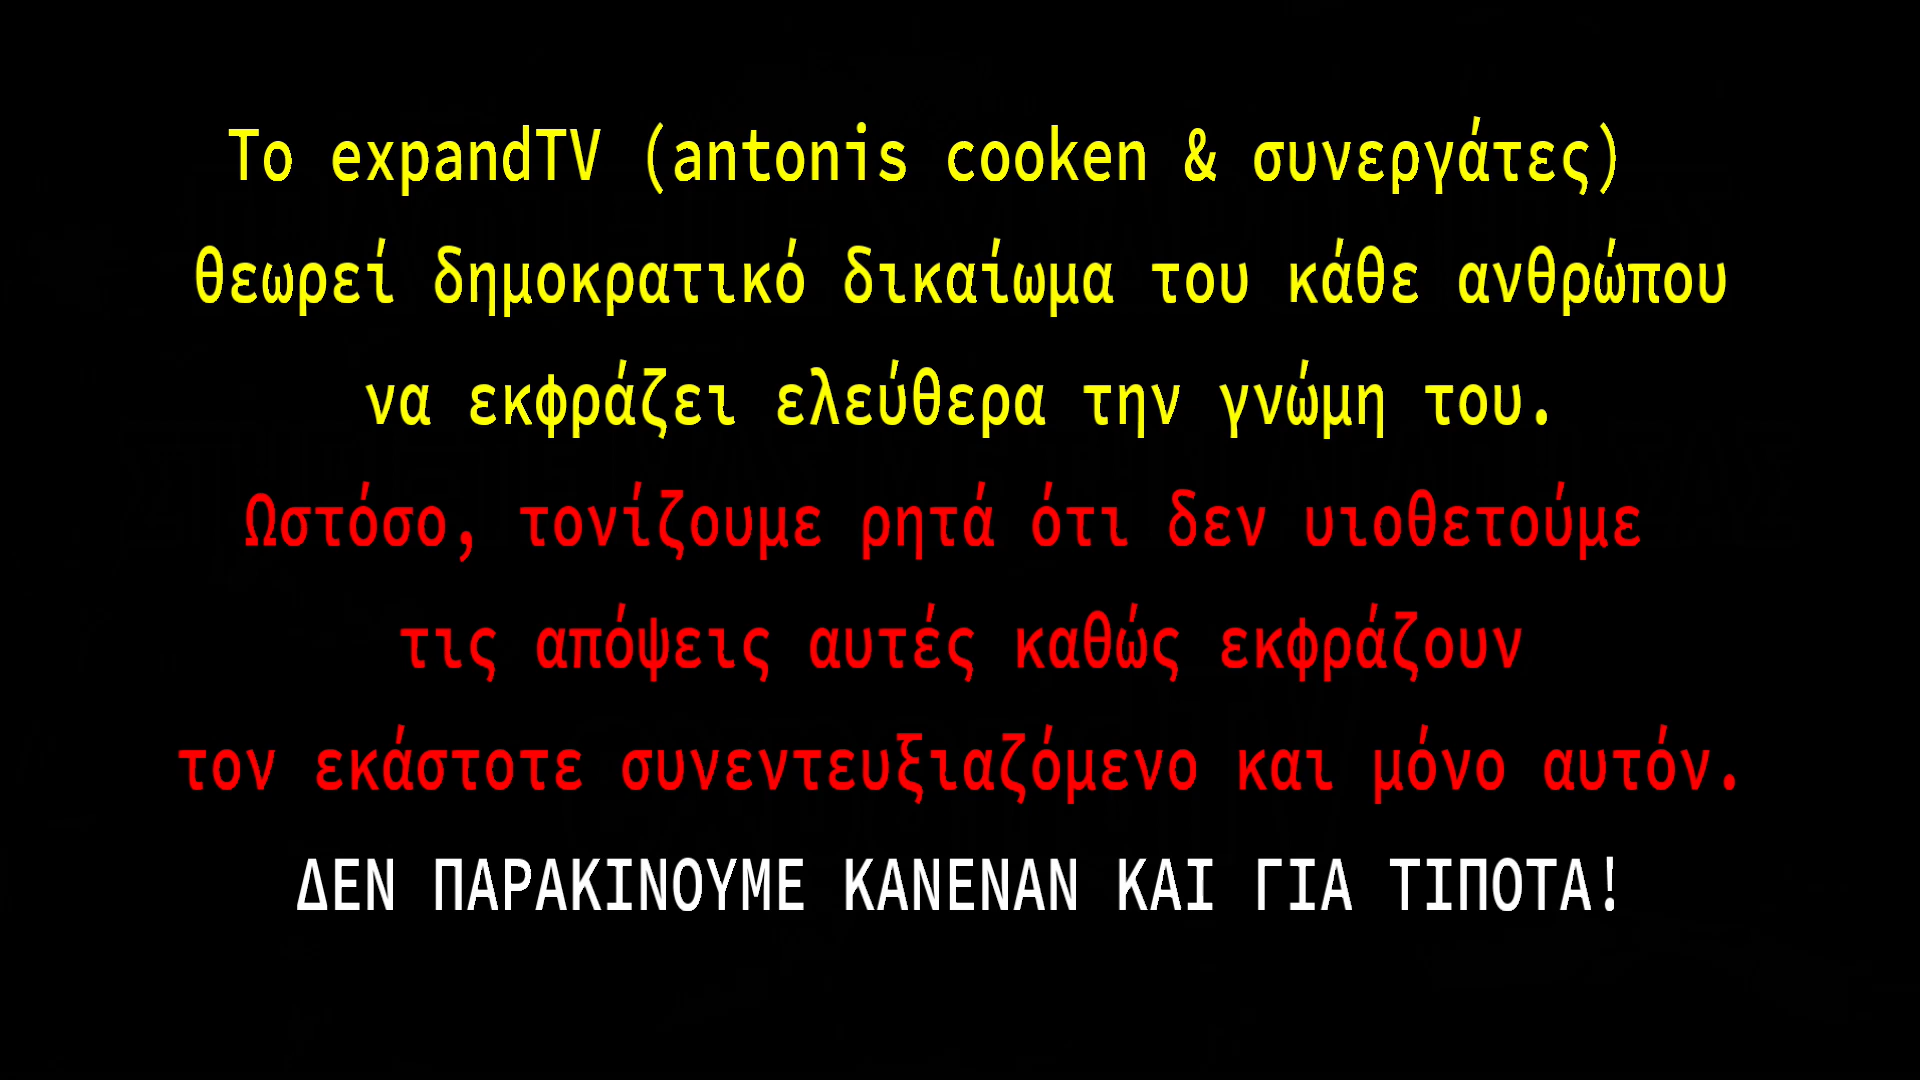 Το expandTV (antonis cooken & συνεργάτες)
θεωρεί δημοκρατικό δικαίωμα του κάθε ανθρώπου
να εκφράζει ελεύθερα την γνώμη του.
Ωστόσο, τονίζουμε ρητά ότι δεν υιοθετούμε
τις απόψεις αυτές καθώς εκφράζουν
τον εκάστοτε συνεντευξιαζόμενο και μόνο αυτόν.
ΔΕΝ ΠΑΡΑΚΙΝΟΥΜΕ ΚΑΝΕΝΑΝ ΚΑΙ ΓΙΑ ΤΙΠΟΤΑ!